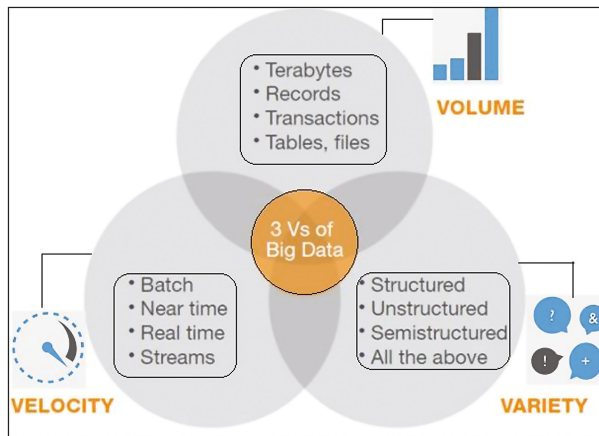 • Terabytes
• Records
• Transactions
• Tables, files
VOLUME
3 Vs of
Big Data
• Batch
• Near time
• Real time
• Streams
VELOCITY
• Structured
• Unstructured
• Semistructured
• All the above
?
&
!
+
VARIETY